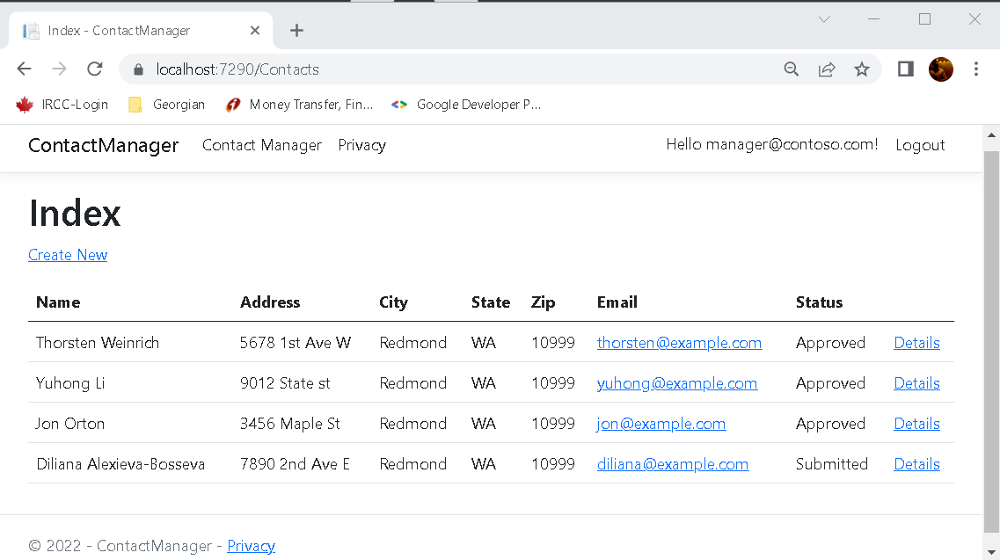 Index - ContactManager
localhost:7290/Contacts
IRCC-Login Georgian Money Transfer, Fin... Google Developer P...
ContactManager Contact Manager Privacy Hello manager@contoso.com! Logout
Index
Create New
Name Address City State Zip Email Status
Thorsten Weinrich 5678 1st Ave W Redmond WA 10999 thorsten@example.com Approved Details
Yuhong Li 9012 State st Redmond WA 10999 yuhong@example.com Approved Details
Jon Orton 3456 Maple St Redmond WA 10999 jon@example.com Approved Details
Diliana Alexieva-Bosseva 7890 2nd Ave E Redmond WA 10999 diliana@example.com Submitted Details
© 2022 - ContactManager - Privacy